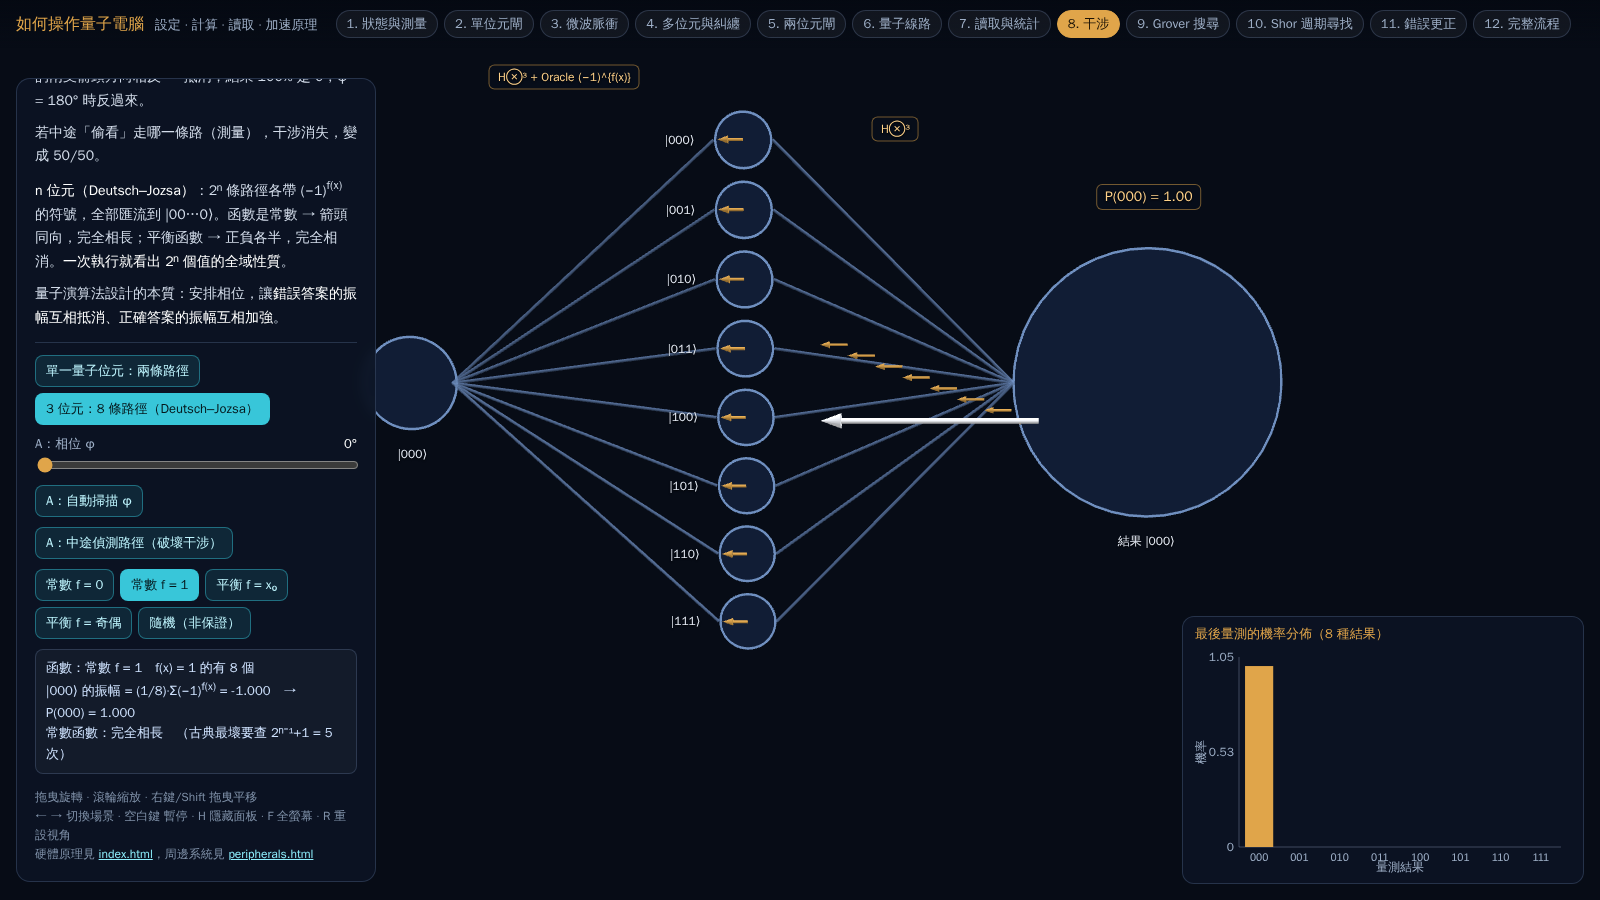 如何操作量子電腦 設定 · 計算 · 讀取 · 加速原理
1. 狀態與測量
2. 單位元閘
3. 微波脈衝
4. 多位元與糾纏
5. 兩位元閘
6. 量子線路
7. 讀取與統計
8. 干涉
9. Grover 搜尋
10. Shor 週期尋找
11. 錯誤更正
12. 完整流程
= 180° 時反過來。
若中途「偷看」走哪一條路（測量），干涉消失，變
成 50/50。
n 位元（Deutsch–Jozsa）：2ⁿ 條路徑各帶 (−1)^f(x)
的符號，全部匯流到 |00⋯0⟩。函數是常數 → 箭頭
同向，完全相長；平衡函數 → 正負各半，完全相
消。一次執行就看出 2ⁿ 個值的全域性質。
量子演算法設計的本質：安排相位，讓錯誤答案的振
幅互相抵消、正確答案的振幅互相加強。
單一量子位元：兩條路徑
3 位元：8 條路徑（Deutsch–Jozsa）
A：相位 φ 0°
A：自動掃描 φ
A：中途偵測路徑（破壞干涉）
常數 f = 0 常數 f = 1 平衡 f = x₀
平衡 f = 奇偶 隨機（非保證）
函數：常數 f = 1 f(x) = 1 的有 8 個
|000⟩ 的振幅 = (1/8)·Σ(−1)^f(x) = -1.000 →
P(000) = 1.000
常數函數：完全相長 （古典最壞要查 2ⁿ⁻¹+1 = 5
次）
拖曳旋轉 · 滾輪縮放 · 右鍵/Shift 拖曳平移
← → 切換場景 · 空白鍵 暫停 · H 隱藏面板 · F 全螢幕 · R 重
設視角
硬體原理見 index.html，周邊系統見 peripherals.html
H⊗³ + Oracle (−1)^{f(x)}
H⊗³
P(000) = 1.00
|000⟩
|000⟩
|001⟩
|010⟩
|011⟩
|100⟩
|101⟩
|110⟩
|111⟩
結果 |000⟩
最後量測的機率分佈（8 種結果）
1.05
0.53
0
機率
000 001 010 011 100 101 110 111
量測結果